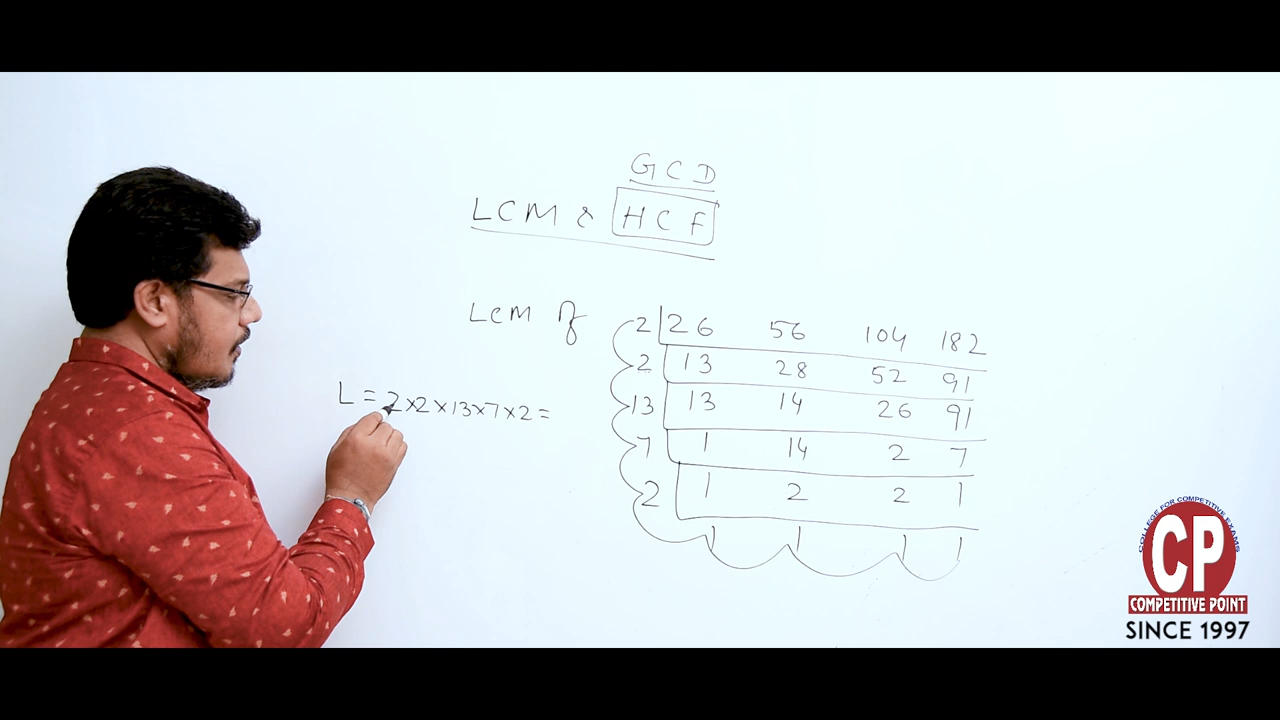 GCD
LCM & HCF
LCM of 2 26 56 104 182
2 13 28 52 91
L = 2×2×13×7×2=
13 13 14 26 91
7 1 14 2 7
2 1 2 2 1
1 1 1 1
COLLEGE FOR COMPETITIVE EXAMS
CP
COMPETITIVE POINT
SINCE 1997